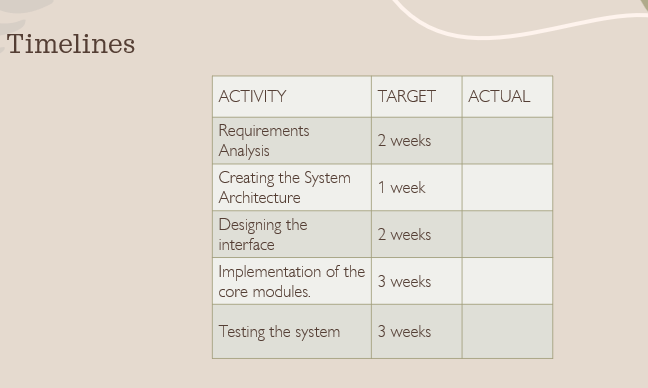 Timelines
ACTIVITY TARGET ACTUAL
Requirements
Analysis
2 weeks
Creating the System
Architecture
1 week
Designing the
interface
2 weeks
Implementation of the
core modules.
3 weeks
Testing the system 3 weeks